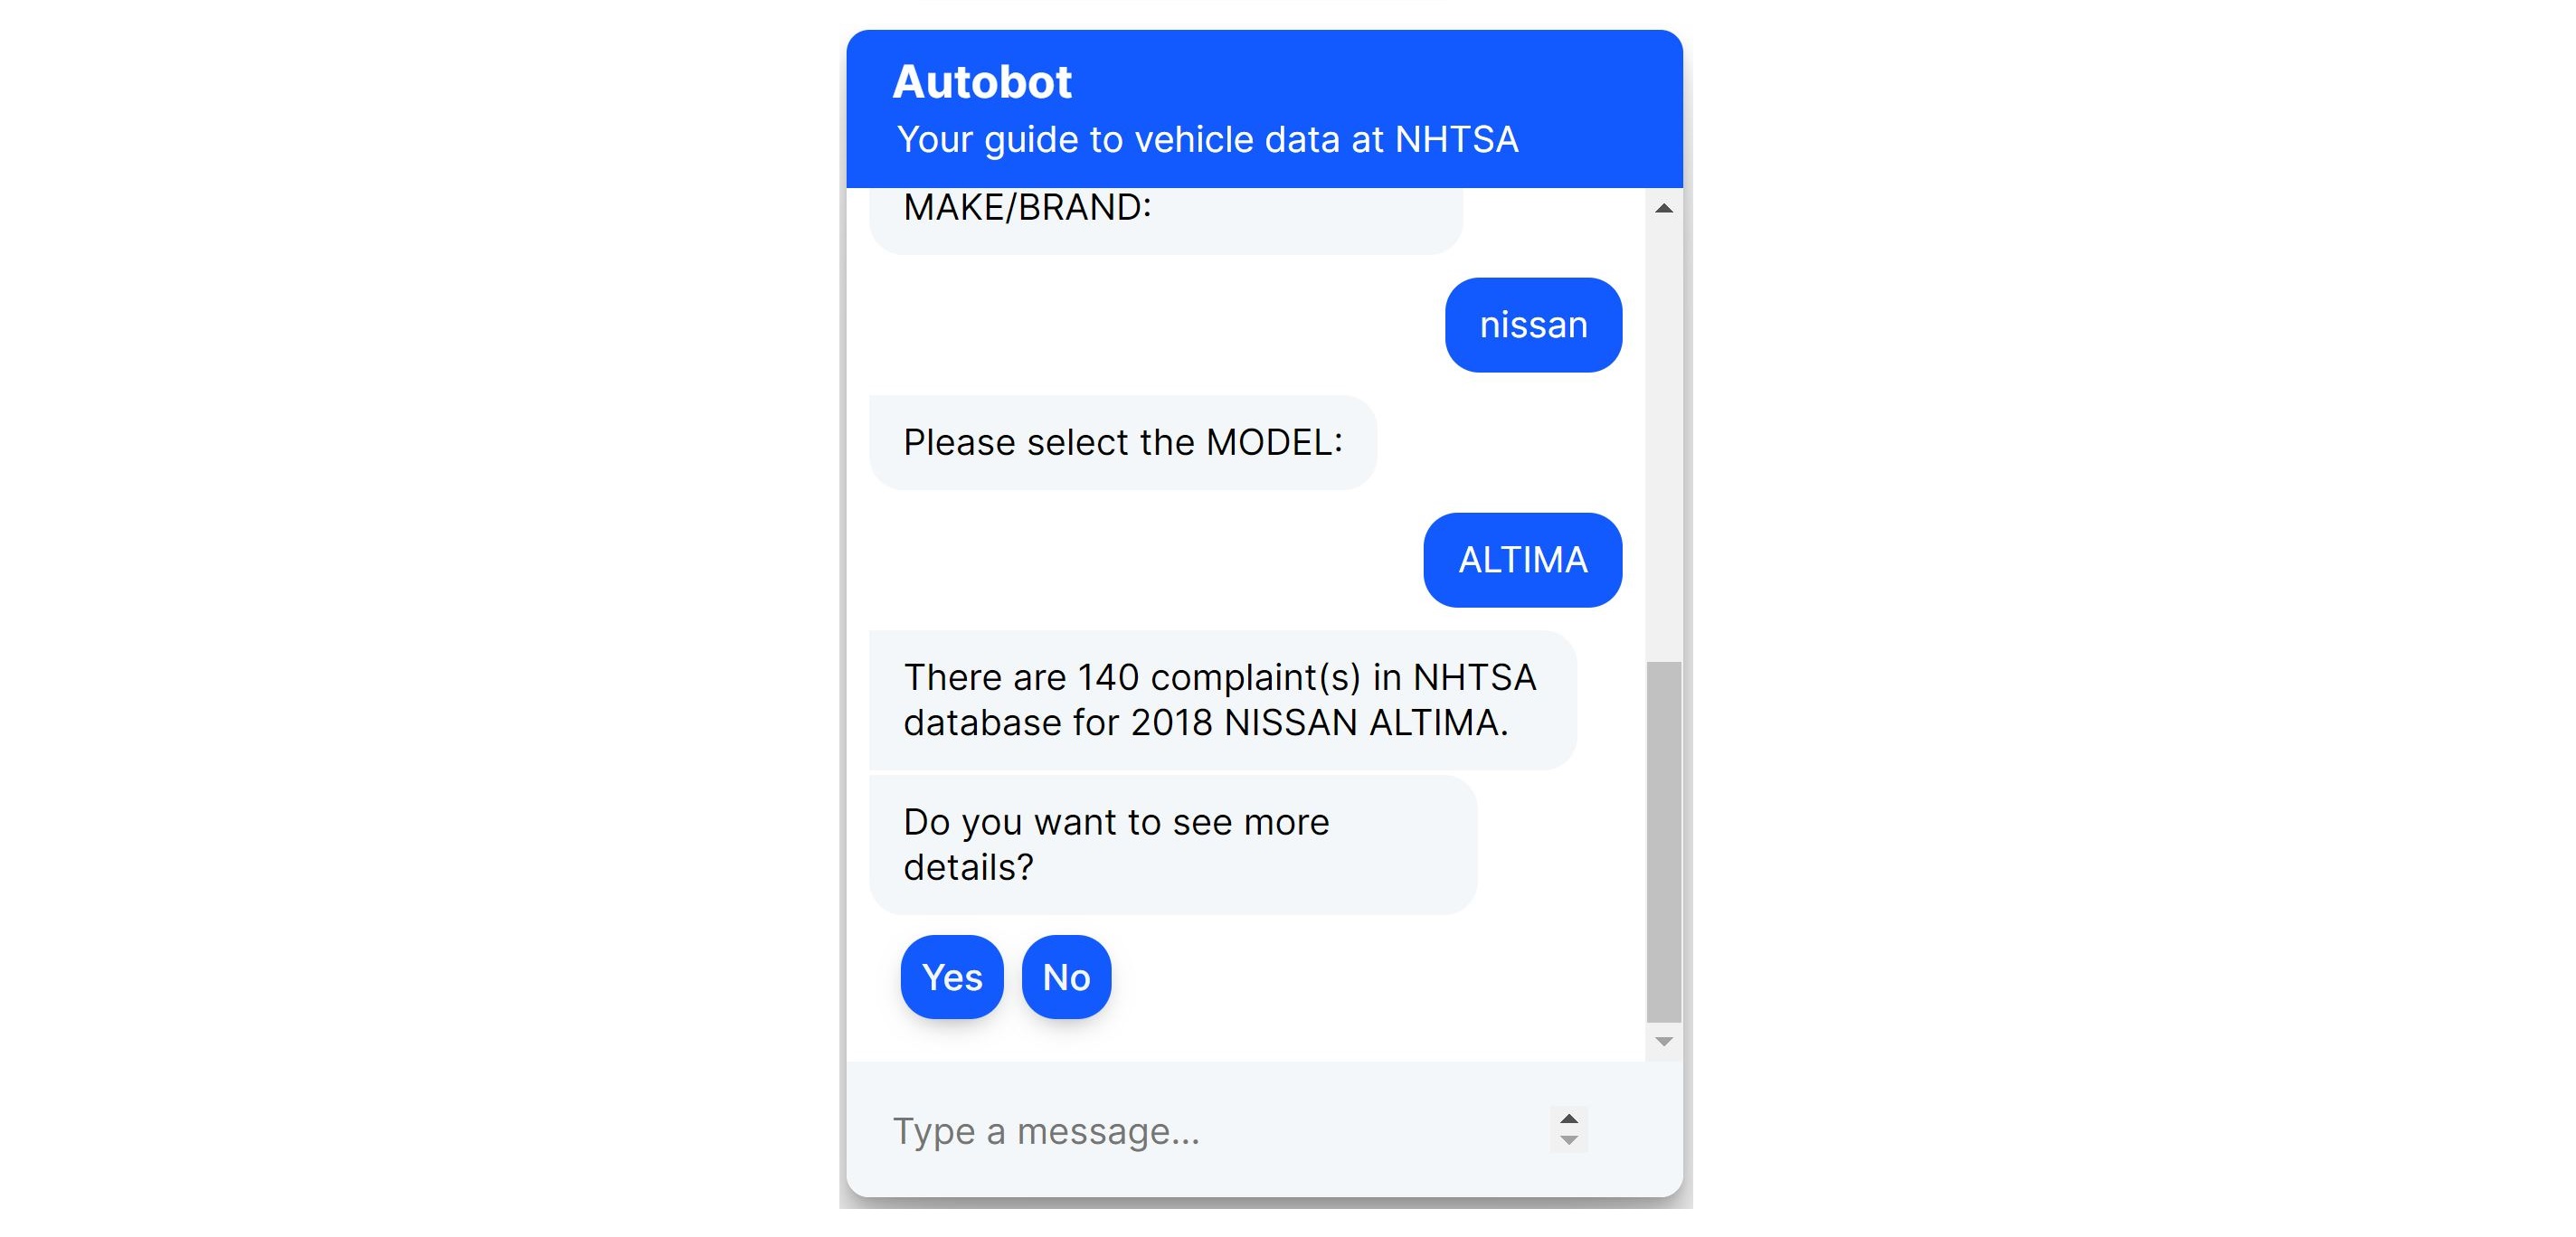 Autobot
Your guide to vehicle data at NHTSA
MAKE/BRAND:
nissan
Please select the MODEL:
ALTIMA
There are 140 complaint(s) in NHTSA
database for 2018 NISSAN ALTIMA.
Do you want to see more
details?
Yes No
Type a message...